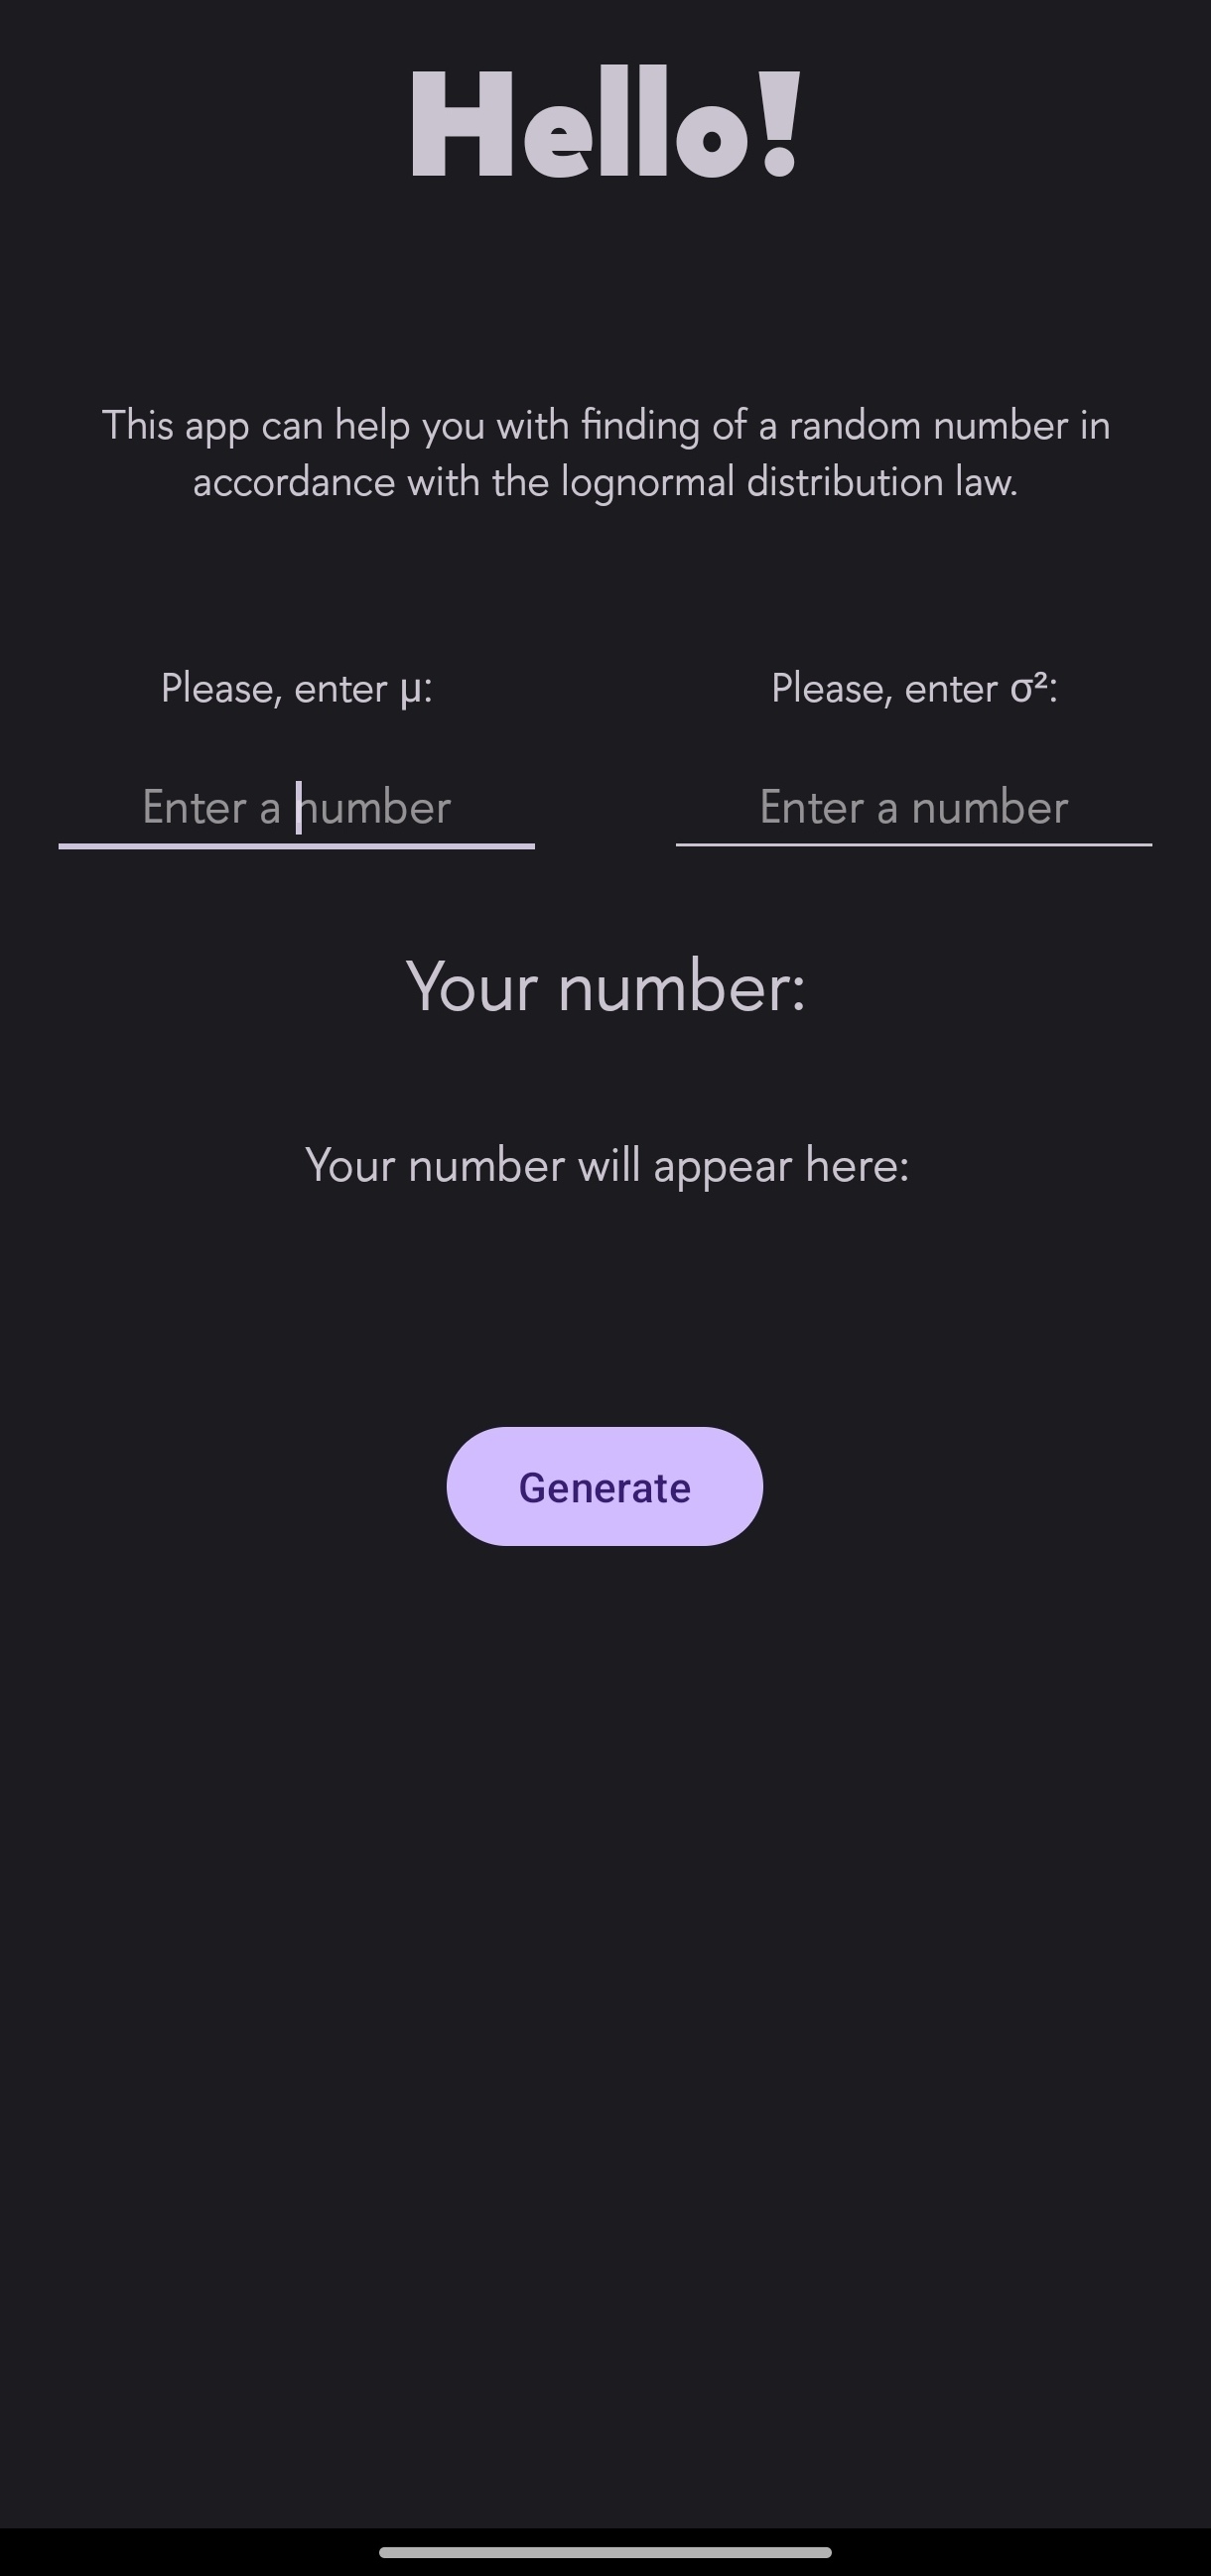 Hello!
This app can help you with finding of a random number in
accordance with the lognormal distribution law.
Please, enter μ:
Please, enter σ²:
Enter a number
Enter a number
Your number:
Your number will appear here:
Generate